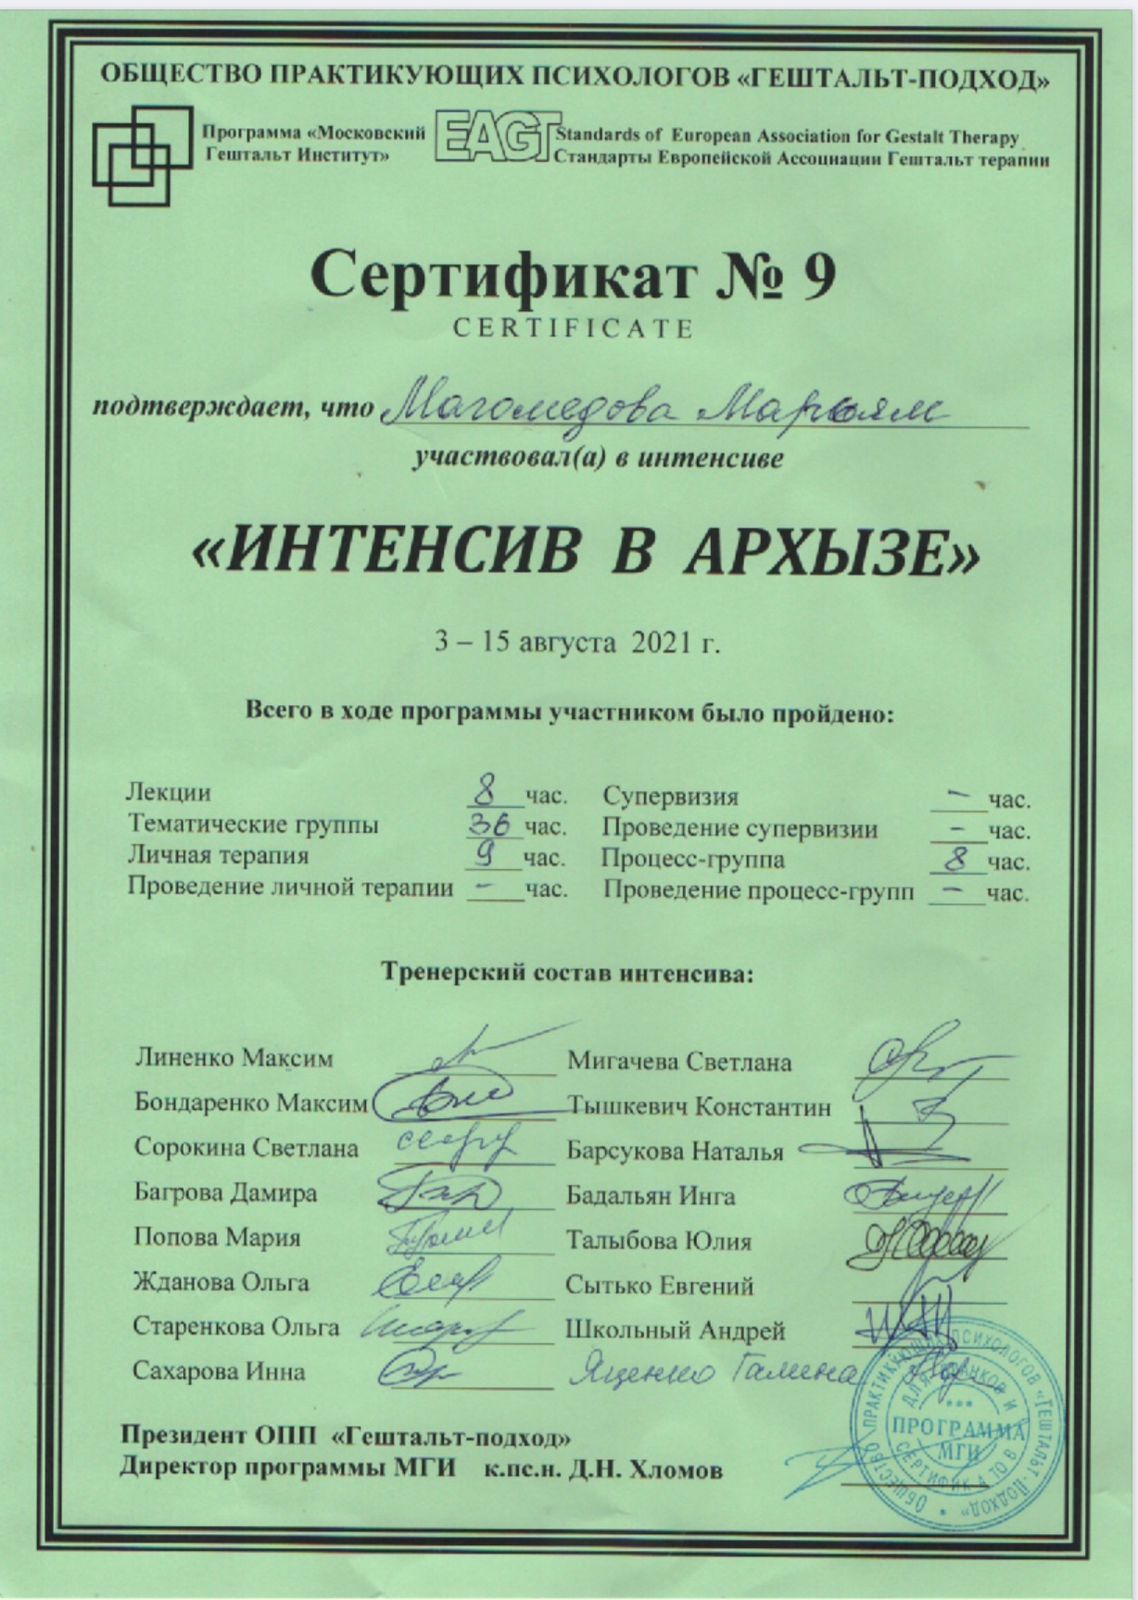 ОБЩЕСТВО ПРАКТИКУЮЩИХ ПСИХОЛОГОВ «ГЕШТАЛЬТ-ПОДХОД»
Программа «Московский
Гештальт Институт»
EAGT
Standards of European Association for Gestalt Therapy
Стандарты Европейской Ассоциации Гештальт терапии
Сертификат № 9
CERTIFICATE
подтверждает, что Магомедова Марьям
участвовал(а) в интенсиве
«ИНТЕНСИВ В АРХЫЗЕ»
3 – 15 августа 2021 г.
Всего в ходе программы участником было пройдено:
Лекции 8 час. Супервизия - час.
Тематические группы 36 час. Проведение супервизии - час.
Личная терапия 9 час. Процесс-группа 8 час.
Проведение личной терапии - час. Проведение процесс-групп - час.
Тренерский состав интенсива:
Линенко Максим Мигачева Светлана
Бондаренко Максим Тышкевич Константин
Сорокина Светлана Барсукова Наталья
Багрова Дамира Бадальян Инга
Попова Мария Талыбова Юлия
Жданова Ольга Сытько Евгений
Старенкова Ольга Школьный Андрей
Сахарова Инна Яценко Галина
Президент ОПП «Гештальт-подход»
Директор программы МГИ к.пс.н. Д.Н. Хломов
ОБЩЕСТВО ПРАКТИКУЮЩИХ ПСИХОЛОГОВ «ГЕШТАЛЬТ-ПОДХОД»
ПРОГРАММА
МГИ